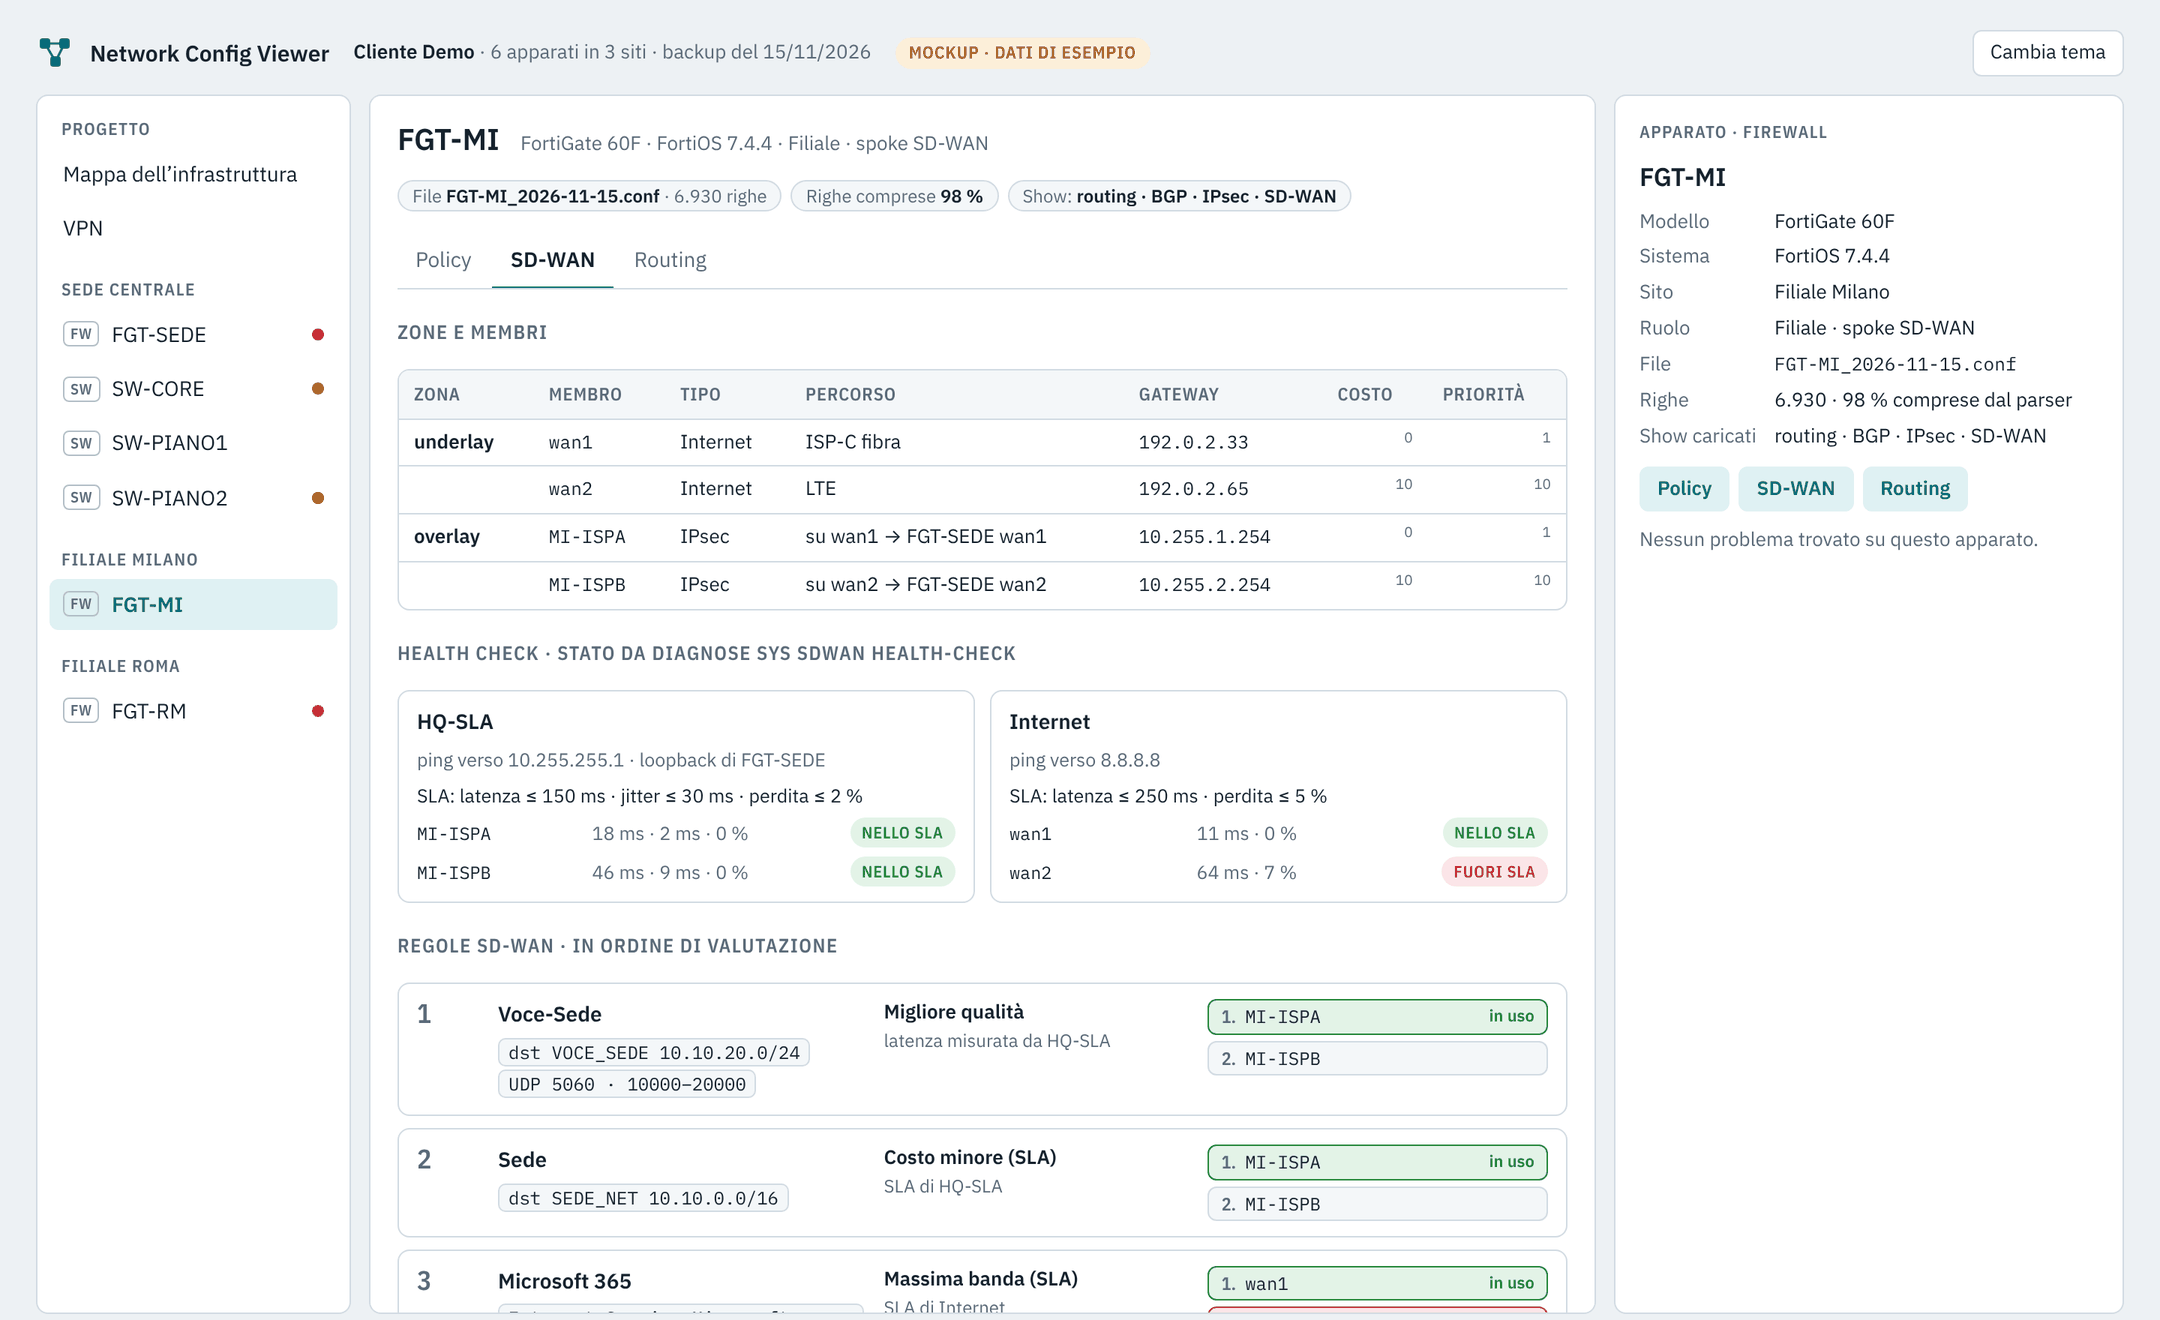 Network Config Viewer
Cliente Demo · 6 apparati in 3 siti · backup del 15/11/2026
MOCKUP · DATI DI ESEMPIO
Cambia tema
PROGETTO
Mappa dell’infrastruttura
VPN
SEDE CENTRALE
FW FGT-SEDE
SW SW-CORE
SW SW-PIANO1
SW SW-PIANO2
FILIALE MILANO
FW FGT-MI
FILIALE ROMA
FW FGT-RM
FGT-MI FortiGate 60F · FortiOS 7.4.4 · Filiale · spoke SD-WAN
File FGT-MI_2026-11-15.conf · 6.930 righe
Righe comprese 98 %
Show: routing · BGP · IPsec · SD-WAN
Policy SD-WAN Routing
ZONE E MEMBRI
ZONA MEMBRO TIPO PERCORSO GATEWAY COSTO PRIORITÀ
underlay wan1 Internet ISP-C fibra 192.0.2.33 0 1
wan2 Internet LTE 192.0.2.65 10 10
overlay MI-ISPA IPsec su wan1 → FGT-SEDE wan1 10.255.1.254 0 1
MI-ISPB IPsec su wan2 → FGT-SEDE wan2 10.255.2.254 10 10
HEALTH CHECK · STATO DA DIAGNOSE SYS SDWAN HEALTH-CHECK
HQ-SLA
ping verso 10.255.255.1 · loopback di FGT-SEDE
SLA: latenza ≤ 150 ms · jitter ≤ 30 ms · perdita ≤ 2 %
MI-ISPA 18 ms · 2 ms · 0 % NELLO SLA
MI-ISPB 46 ms · 9 ms · 0 % NELLO SLA
Internet
ping verso 8.8.8.8
SLA: latenza ≤ 250 ms · perdita ≤ 5 %
wan1 11 ms · 0 % NELLO SLA
wan2 64 ms · 7 % FUORI SLA
REGOLE SD-WAN · IN ORDINE DI VALUTAZIONE
1
Voce-Sede
dst VOCE_SEDE 10.10.20.0/24
UDP 5060 · 10000–20000
Migliore qualità
latenza misurata da HQ-SLA
1. MI-ISPA in uso
2. MI-ISPB
2
Sede
dst SEDE_NET 10.10.0.0/16
Costo minore (SLA)
SLA di HQ-SLA
1. MI-ISPA in uso
2. MI-ISPB
3
Microsoft 365
Massima banda (SLA)
SLA di Internet
1. wan1 in uso
APPARATO · FIREWALL
FGT-MI
Modello FortiGate 60F
Sistema FortiOS 7.4.4
Sito Filiale Milano
Ruolo Filiale · spoke SD-WAN
File FGT-MI_2026-11-15.conf
Righe 6.930 · 98 % comprese dal parser
Show caricati routing · BGP · IPsec · SD-WAN
Policy SD-WAN Routing
Nessun problema trovato su questo apparato.